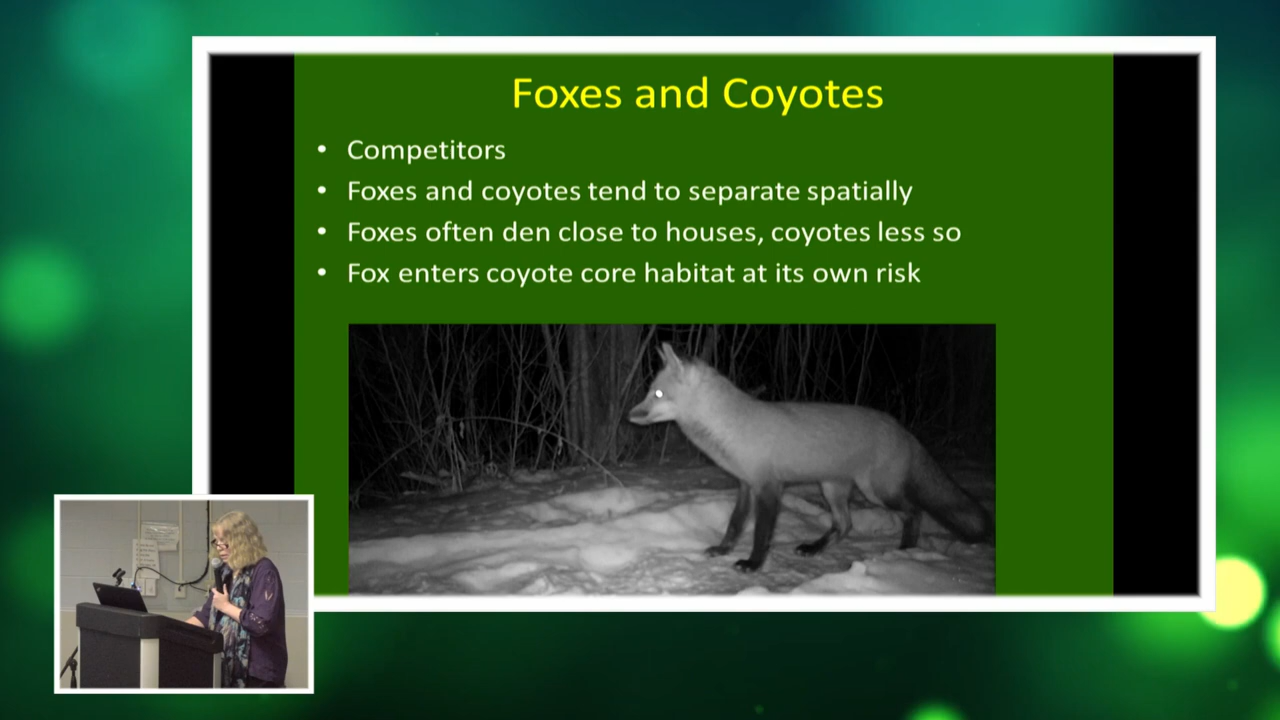 Foxes and Coyotes
• Competitors
• Foxes and coyotes tend to separate spatially
• Foxes often den close to houses, coyotes less so
• Fox enters coyote core habitat at its own risk